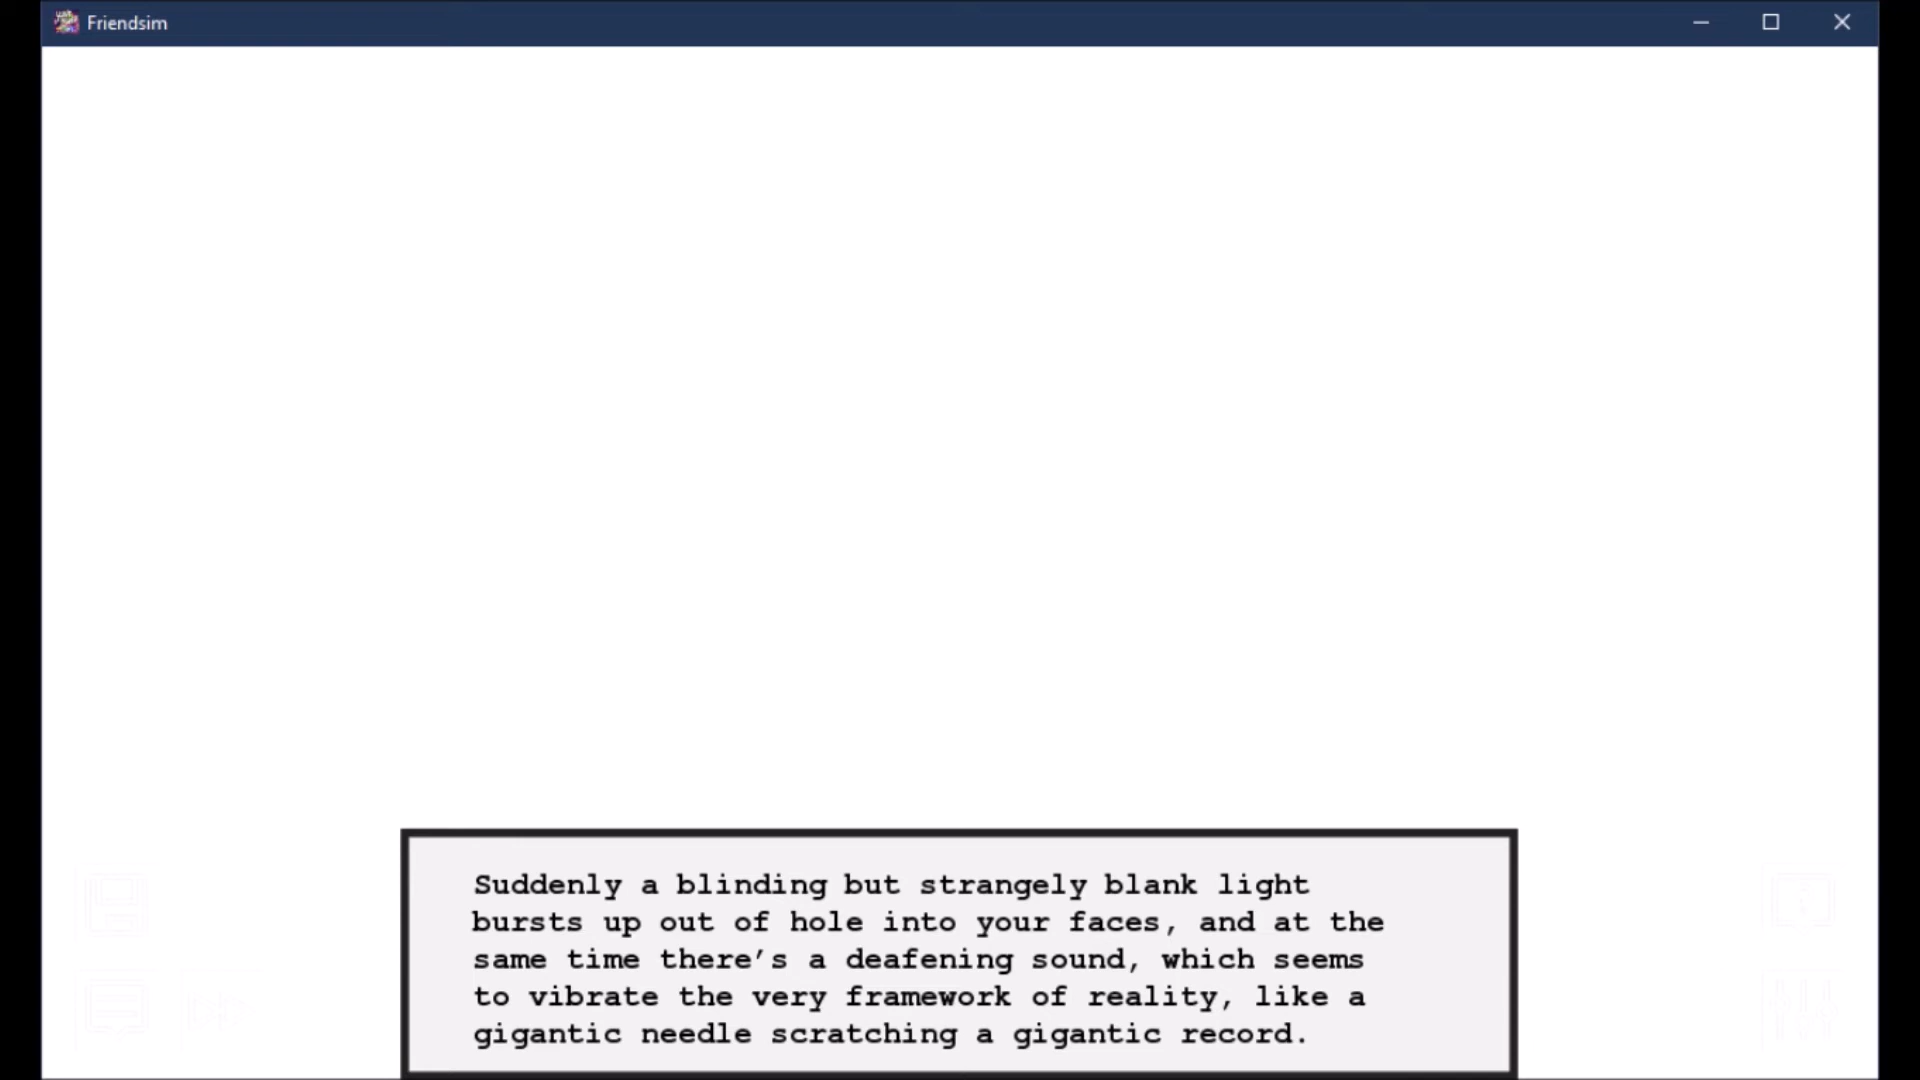 Friendsim
Suddenly a blinding but strangely blank light
bursts up out of hole into your faces, and at the
same time there's a deafening sound, which seems
to vibrate the very framework of reality, like a
gigantic needle scratching a gigantic record.